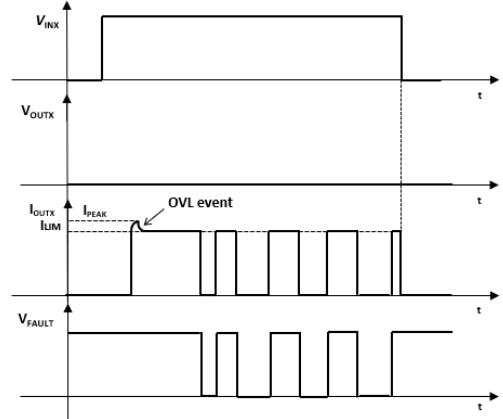 VINX
t
VOUTX
t
IOUTX
IPEAK
OVL event
ILIM
t
VFAULT
t